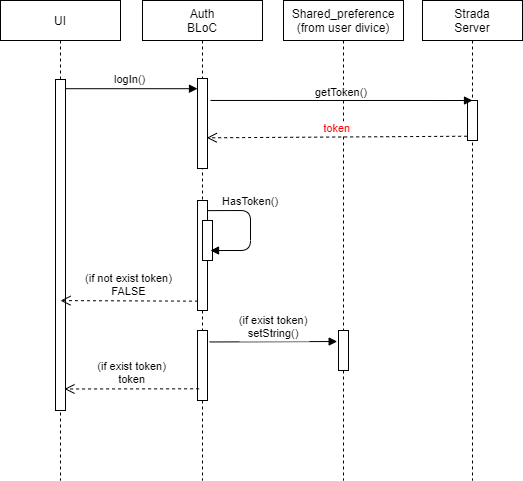 UI
Auth
BLoC
Shared_preference
(from user divice)
Strada
Server
logIn()
getToken()
token
HasToken()
(if not exist token)
FALSE
(if exist token)
setString()
(if exist token)
token